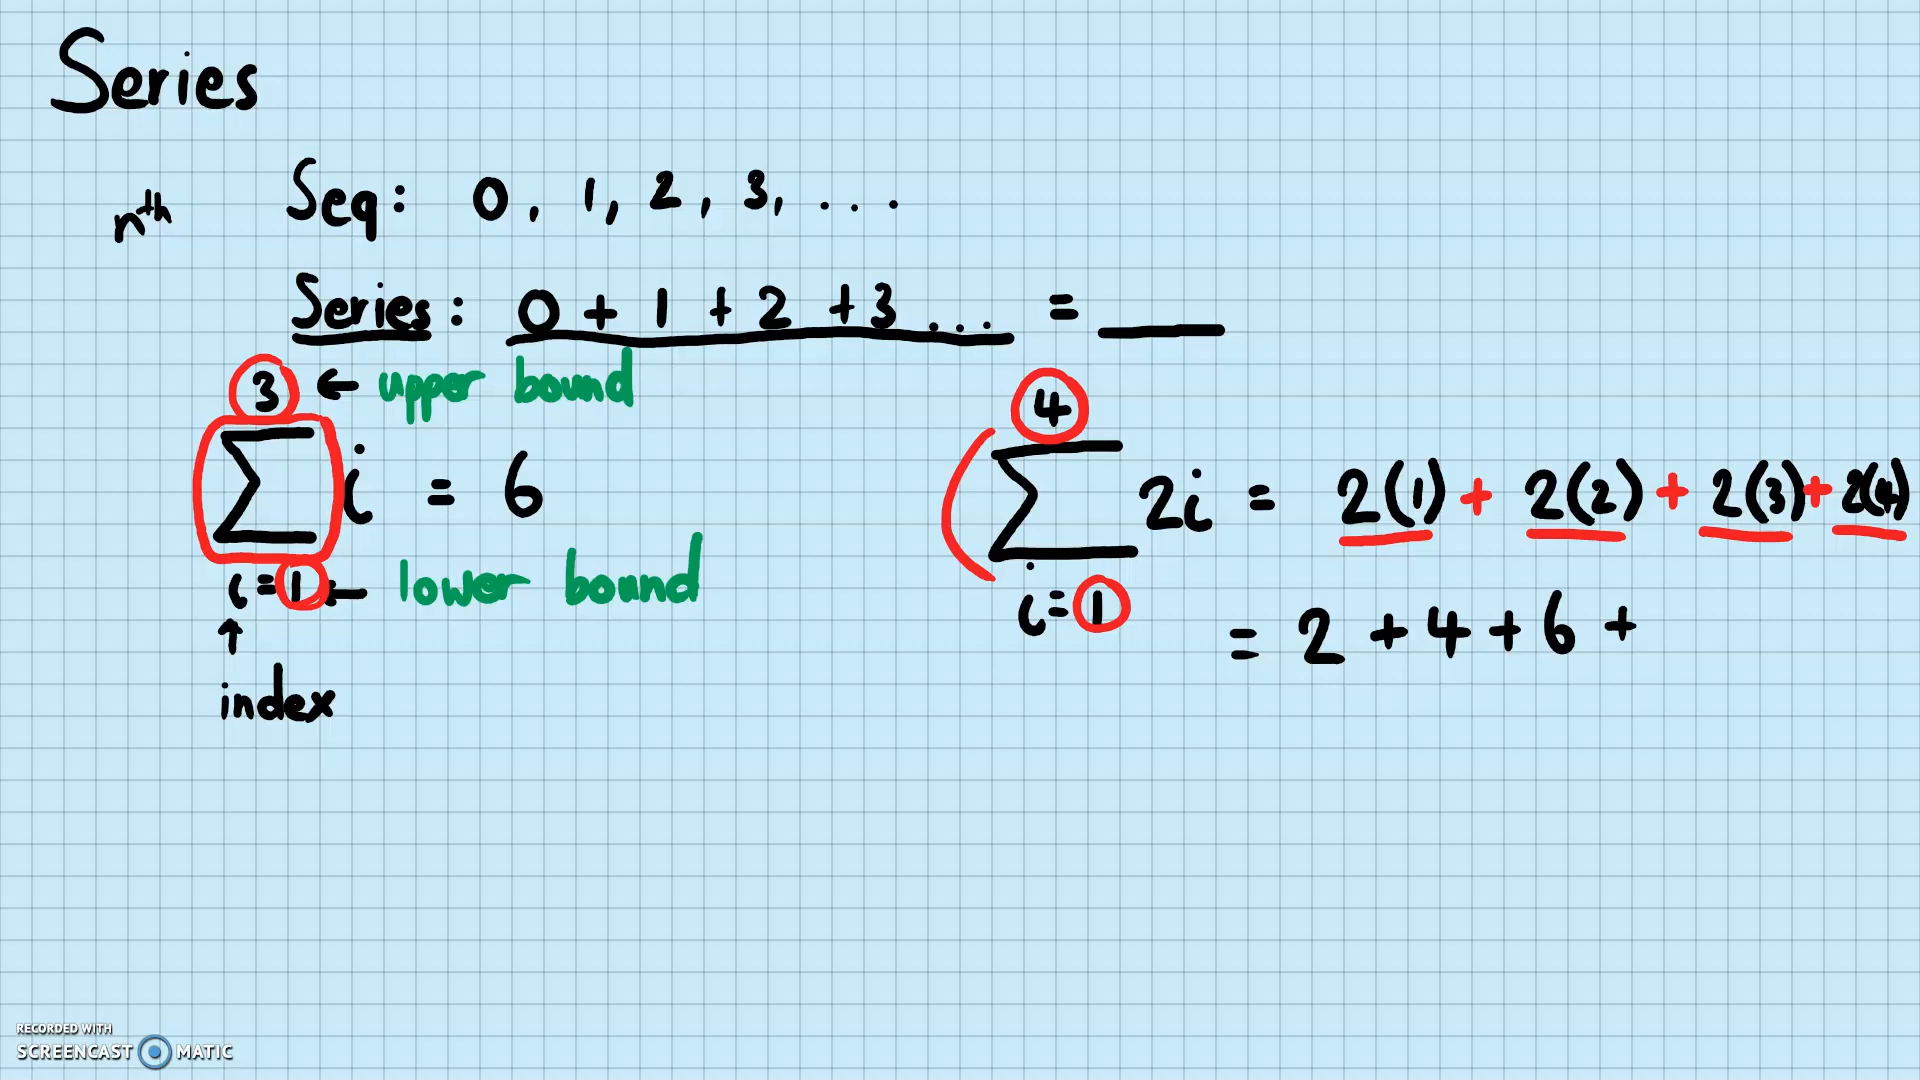 Series
nth Seq: 0, 1, 2, 3, ...
Series: 0 + 1 + 2 + 3 ... = ___
3 ← upper bound
∑ i = 6
i = 1 ← lower bound
↑
index
4
∑ 2i = 2(1) + 2(2) + 2(3) + 2(4)
i = 1
= 2 + 4 + 6 +
RECORDED WITH
SCREENCAST MATIC